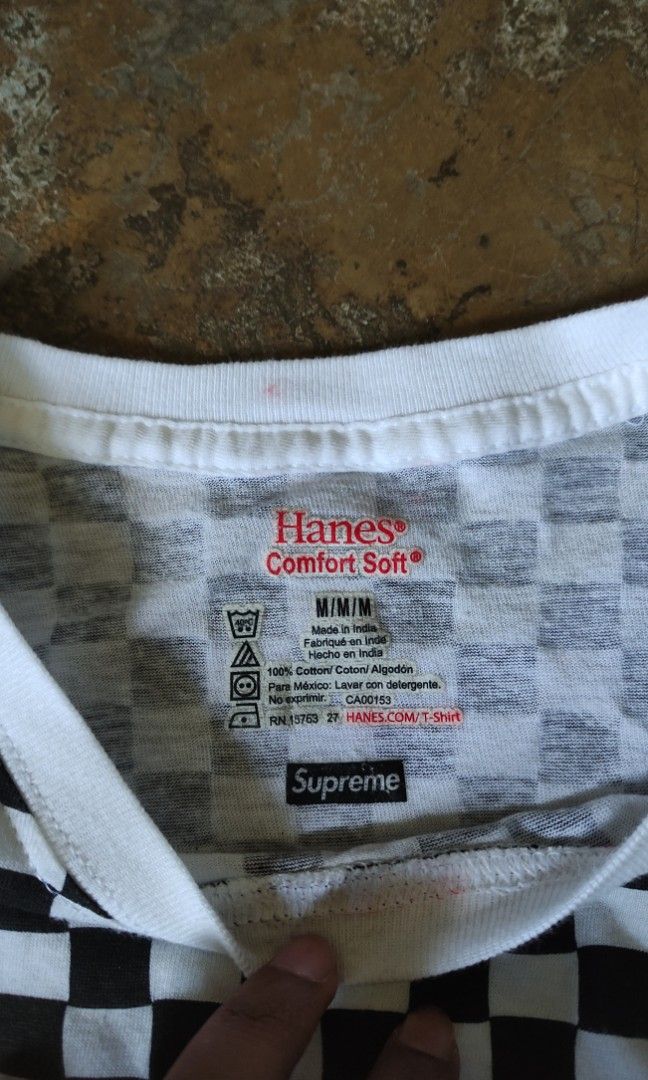 Hanes®
Comfort Soft®
M/M/M
Made in India
Fabriqué en Inde
Hecho en India
40°C
100% Cotton/ Coton/ Algodón
Para México: Lavar con detergente.
No exprimir. CA00153
RN 15763 27 HANES.COM/T-Shirt
Supreme